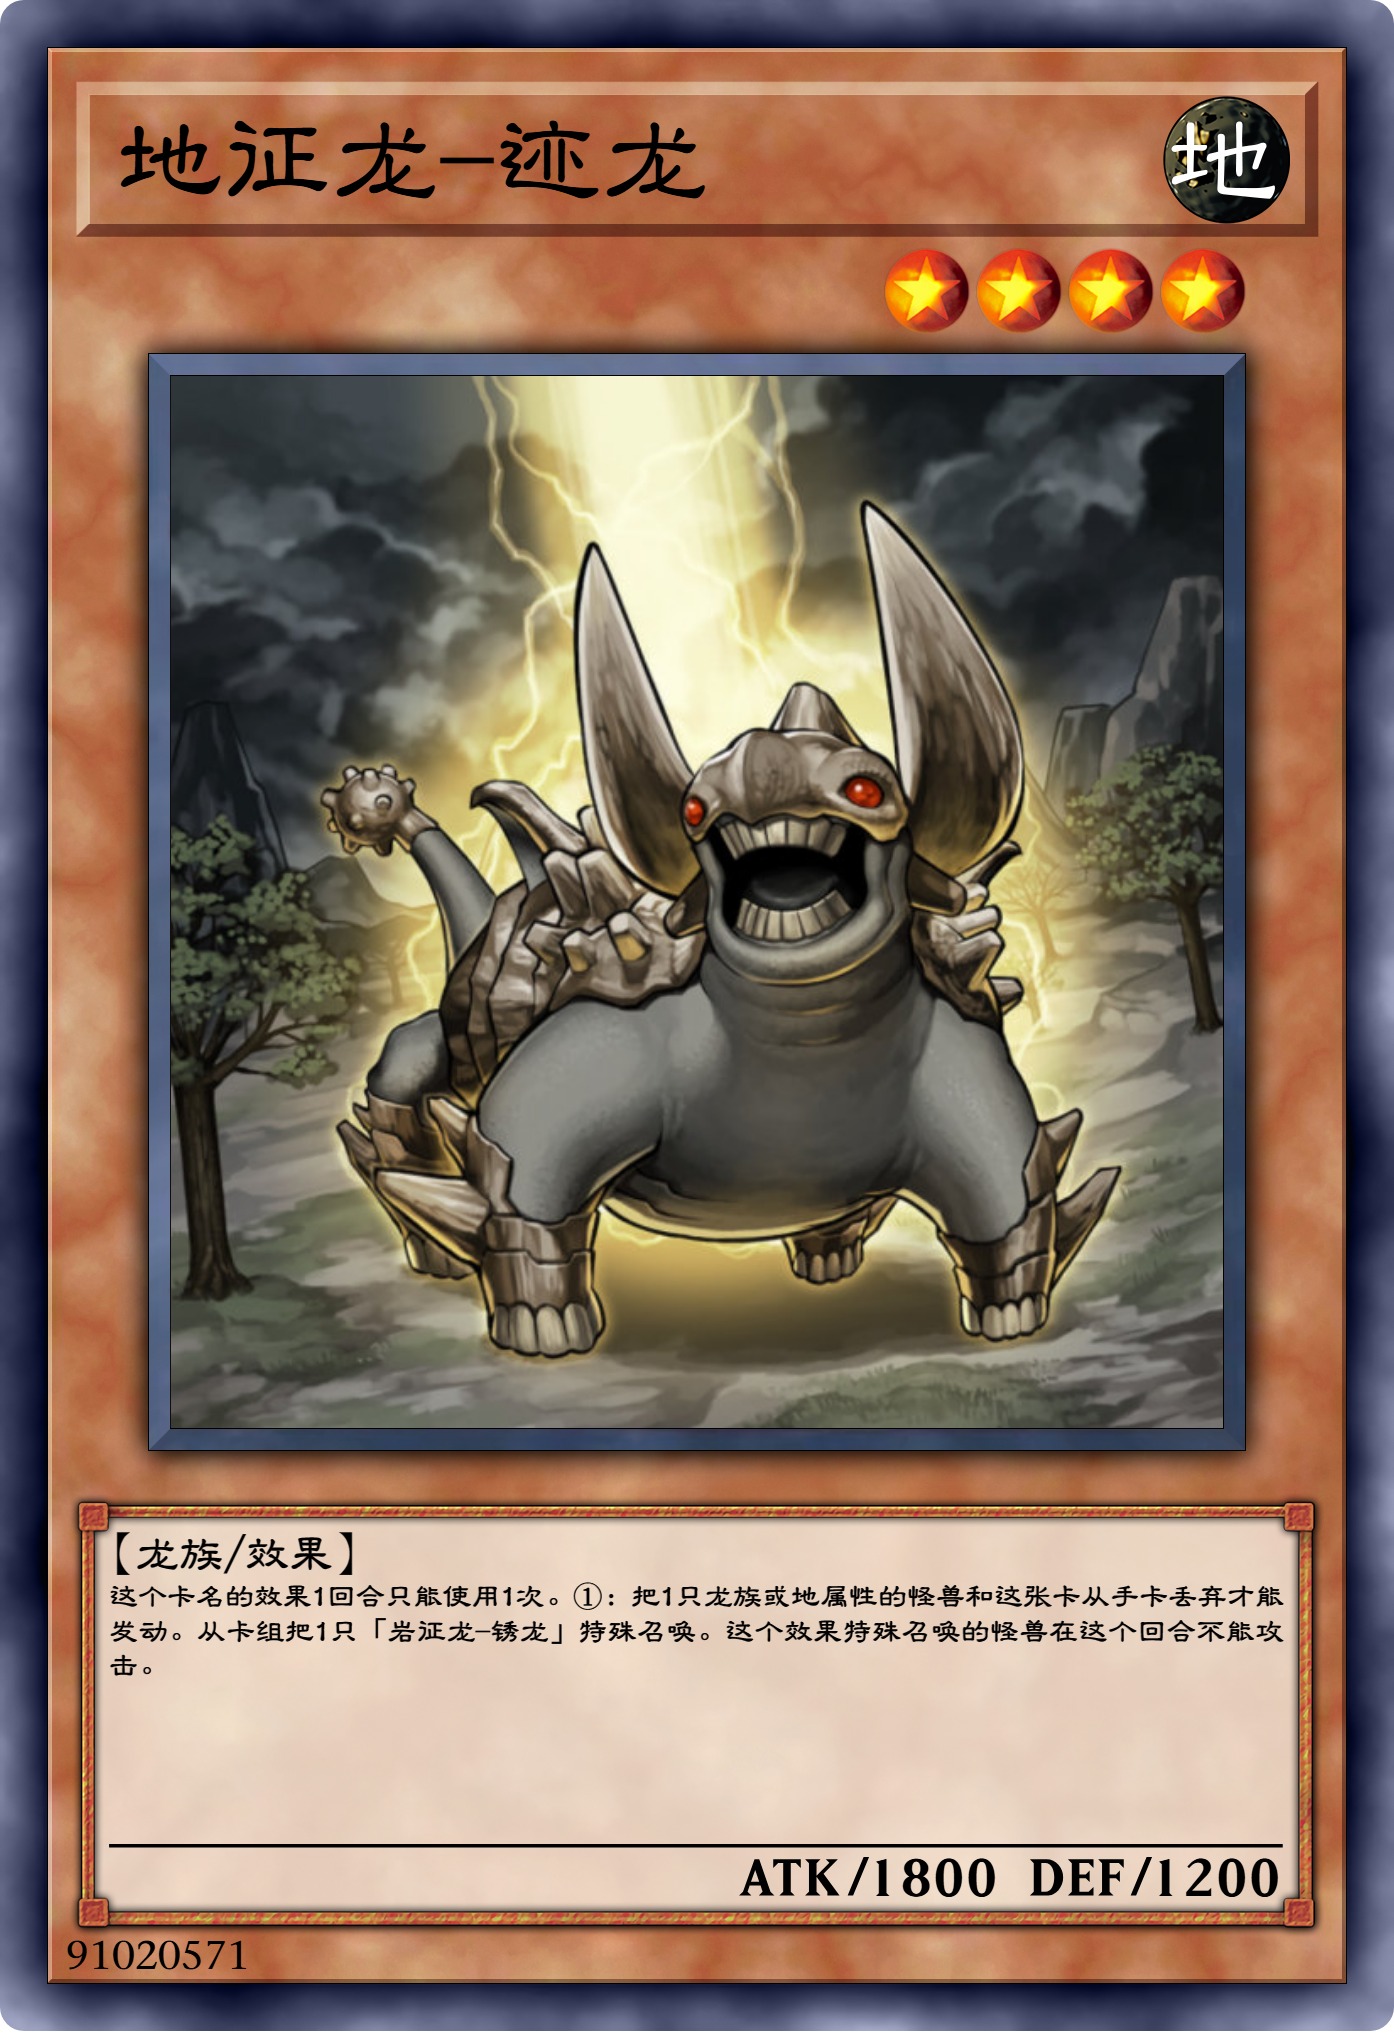 地征龙-迹龙
地
【龙族/效果】
这个卡名的效果1回合只能使用1次。①：把1只龙族或地属性的怪兽和这张卡从手卡丢弃才能
发动。从卡组把1只「岩征龙-锈龙」特殊召唤。这个效果特殊召唤的怪兽在这个回合不能攻
击。
ATK/1800 DEF/1200
91020571